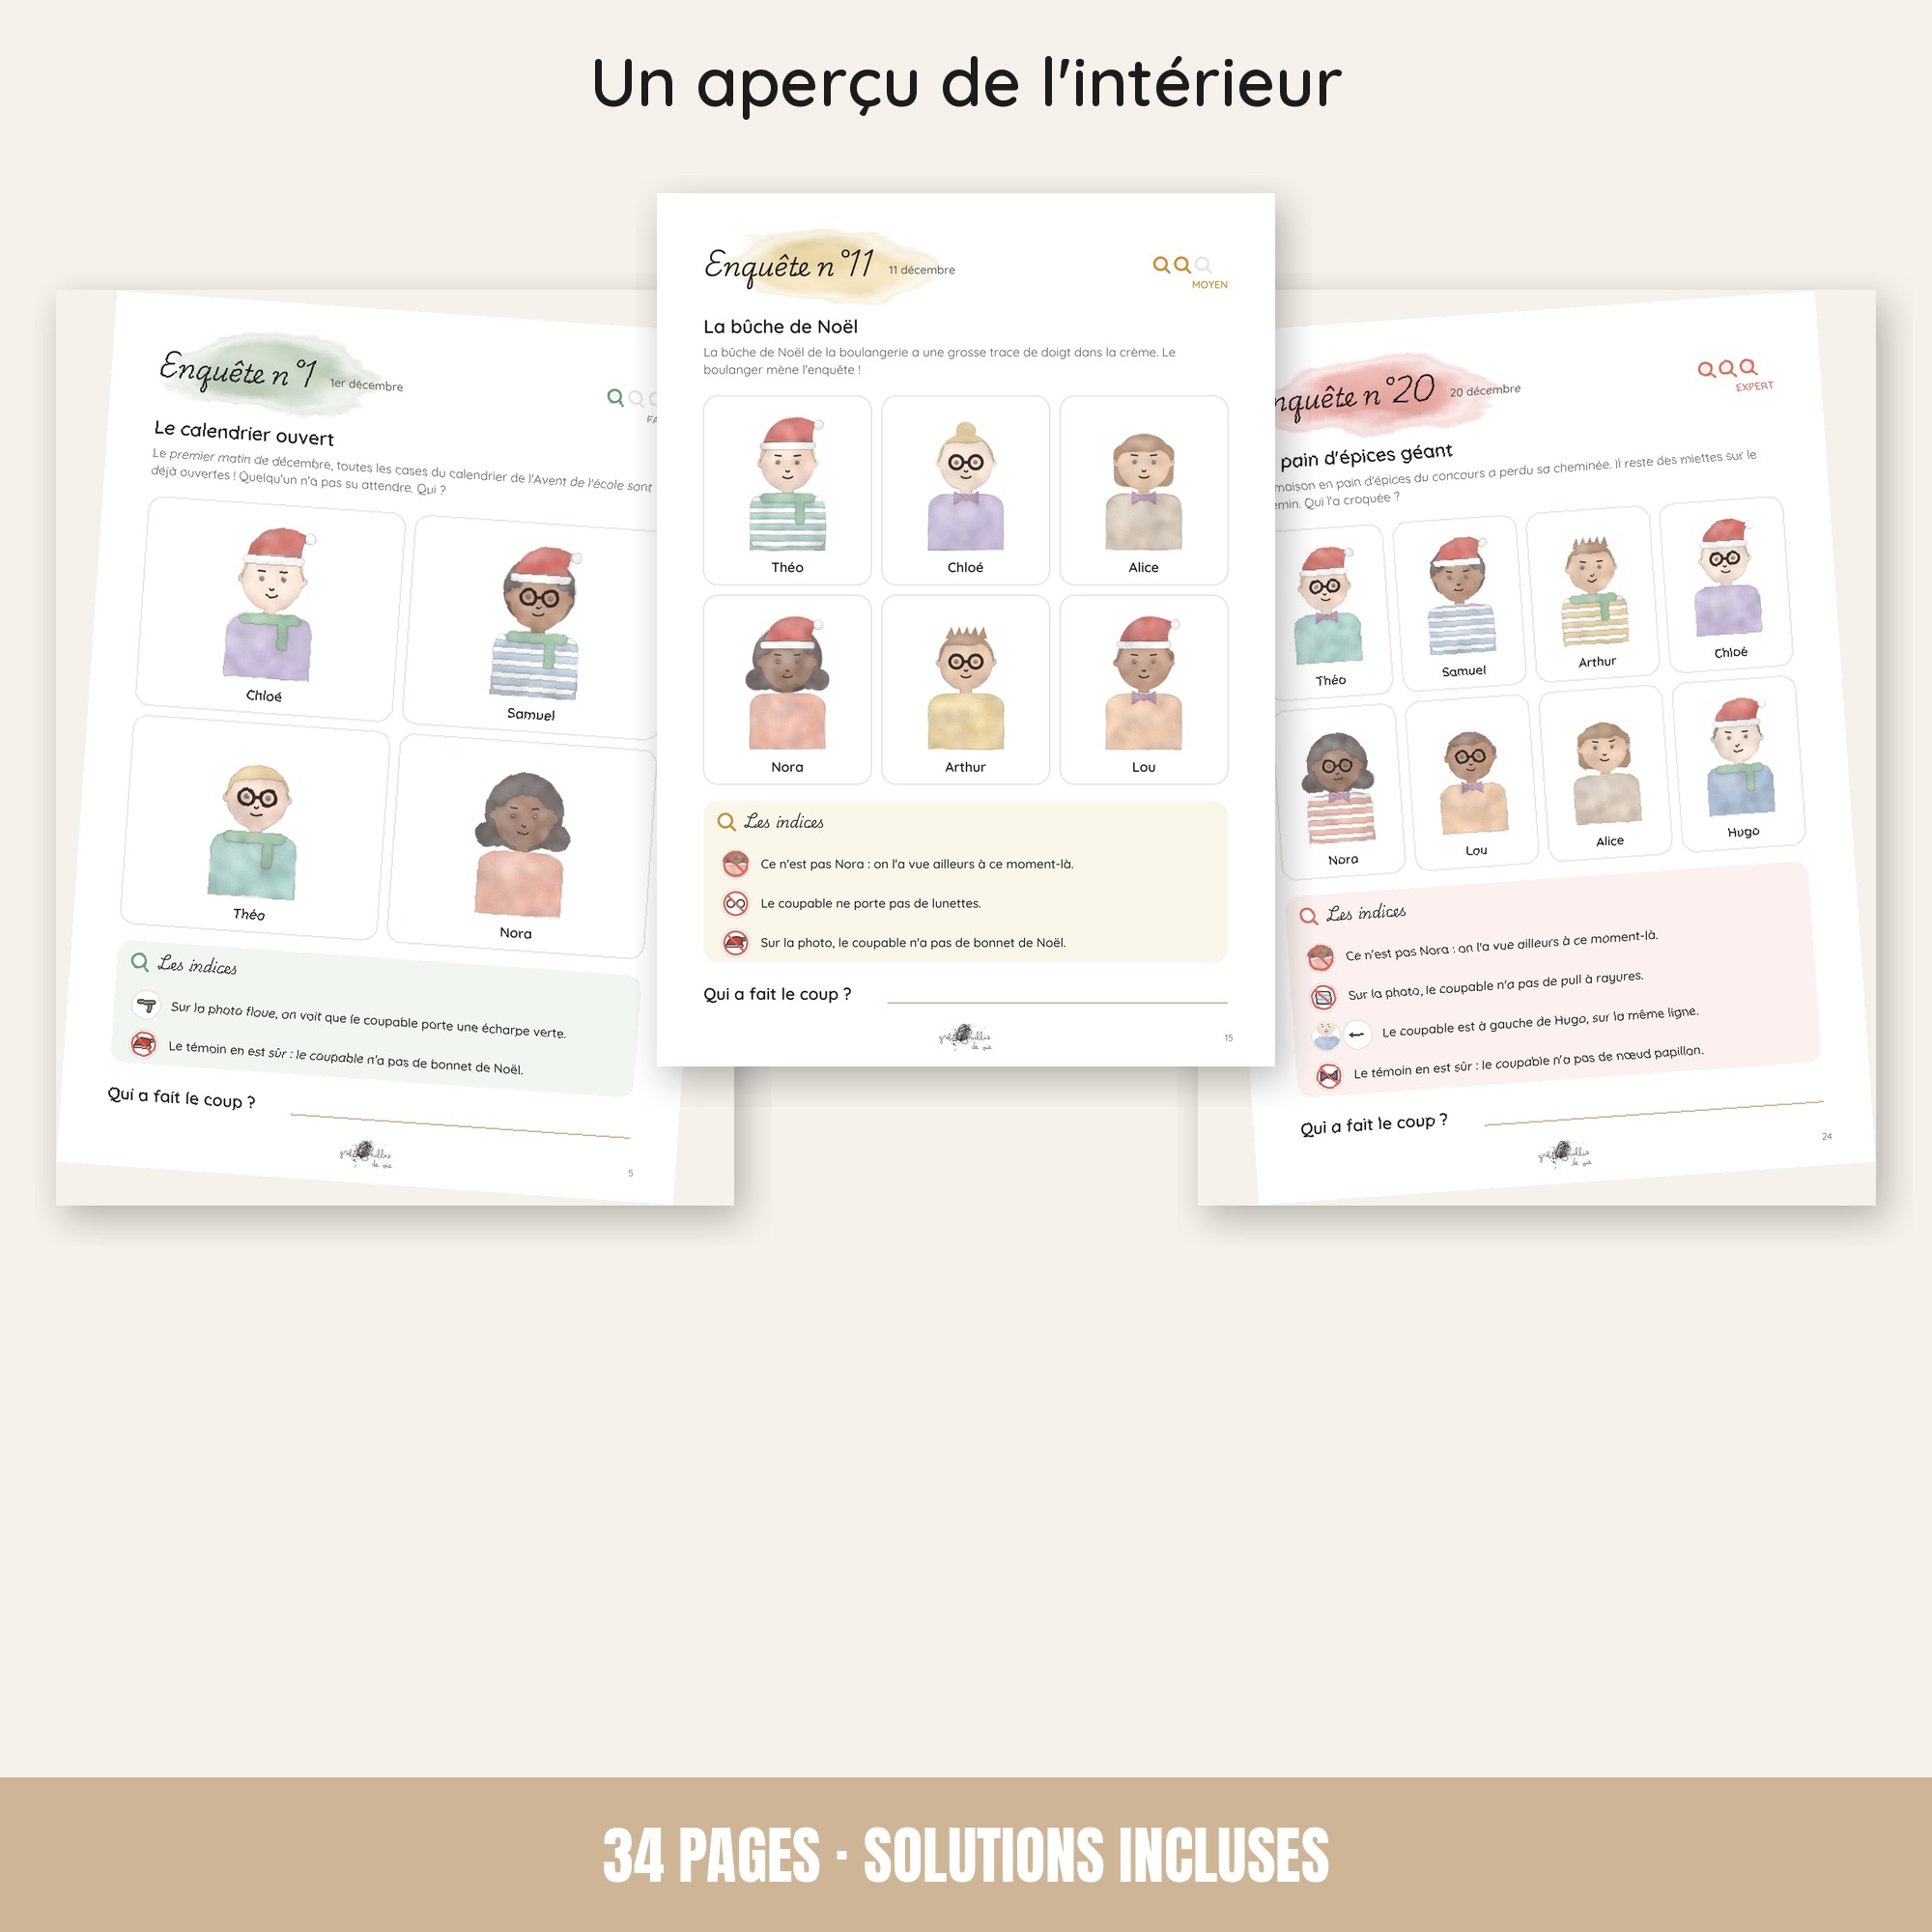 Un aperçu de l'intérieur
Enquête n°1 1er décembre
Le calendrier ouvert
Le premier matin de décembre, toutes les cases du calendrier de l'Avent de l'école sont
déjà ouvertes ! Quelqu'un n'a pas su attendre. Qui ?
Chloé
Samuel
Théo
Nora
Les indices
Sur la photo floue, on voit que le coupable porte une écharpe verte.
Le témoin en est sûr : le coupable n'a pas de bonnet de Noël.
Qui a fait le coup ?
5
Enquête n°11 11 décembre
MOYEN
La bûche de Noël
La bûche de Noël de la boulangerie a une grosse trace de doigt dans la crème. Le
boulanger mène l'enquête !
Théo
Chloé
Alice
Nora
Arthur
Lou
Les indices
Ce n'est pas Nora : on l'a vue ailleurs à ce moment-là.
Le coupable ne porte pas de lunettes.
Sur la photo, le coupable n'a pas de bonnet de Noël.
Qui a fait le coup ?
15
nquête n°20 20 décembre
EXPERT
pain d'épices géant
maison en pain d'épices du concours a perdu sa cheminée. Il reste des miettes sur le
emin. Qui l'a croquée ?
Théo
Samuel
Arthur
Chloé
Nora
Lou
Alice
Hugo
Les indices
Ce n'est pas Nora : on l'a vue ailleurs à ce moment-là.
Sur la photo, le coupable n'a pas de pull à rayures.
Le coupable est à gauche de Hugo, sur la même ligne.
Le témoin en est sûr : le coupable n'a pas de nœud papillon.
Qui a fait le coup ?
24
34 PAGES · SOLUTIONS INCLUSES